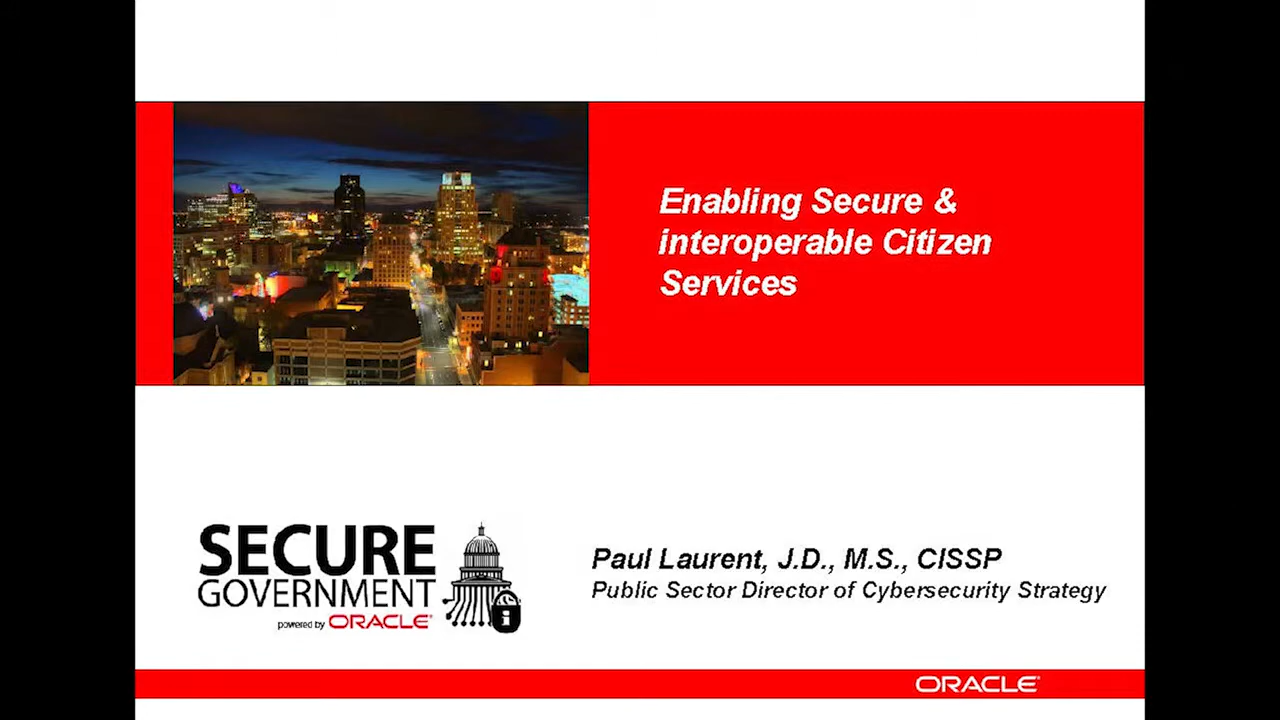 Enabling Secure &
interoperable Citizen
Services
SECURE
GOVERNMENT
powered by ORACLE
Paul Laurent, J.D., M.S., CISSP
Public Sector Director of Cybersecurity Strategy
ORACLE